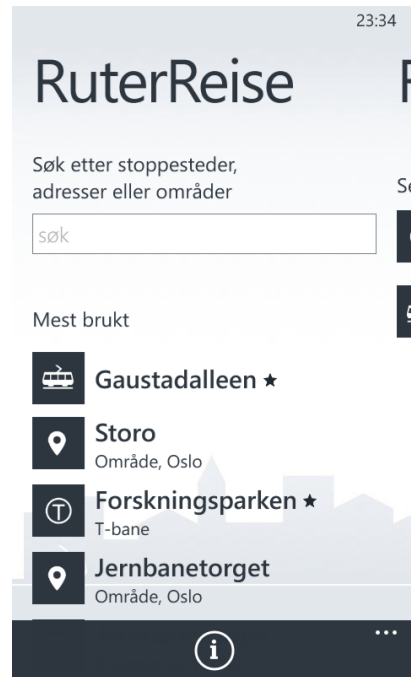 23:34
RuterReise
Søk etter stoppesteder,
adresser eller områder
søk
Mest brukt
Gaustadalleen ★
Storo
Område, Oslo
Forskningsparken ★
T-bane
Jernbanetorget
Område, Oslo